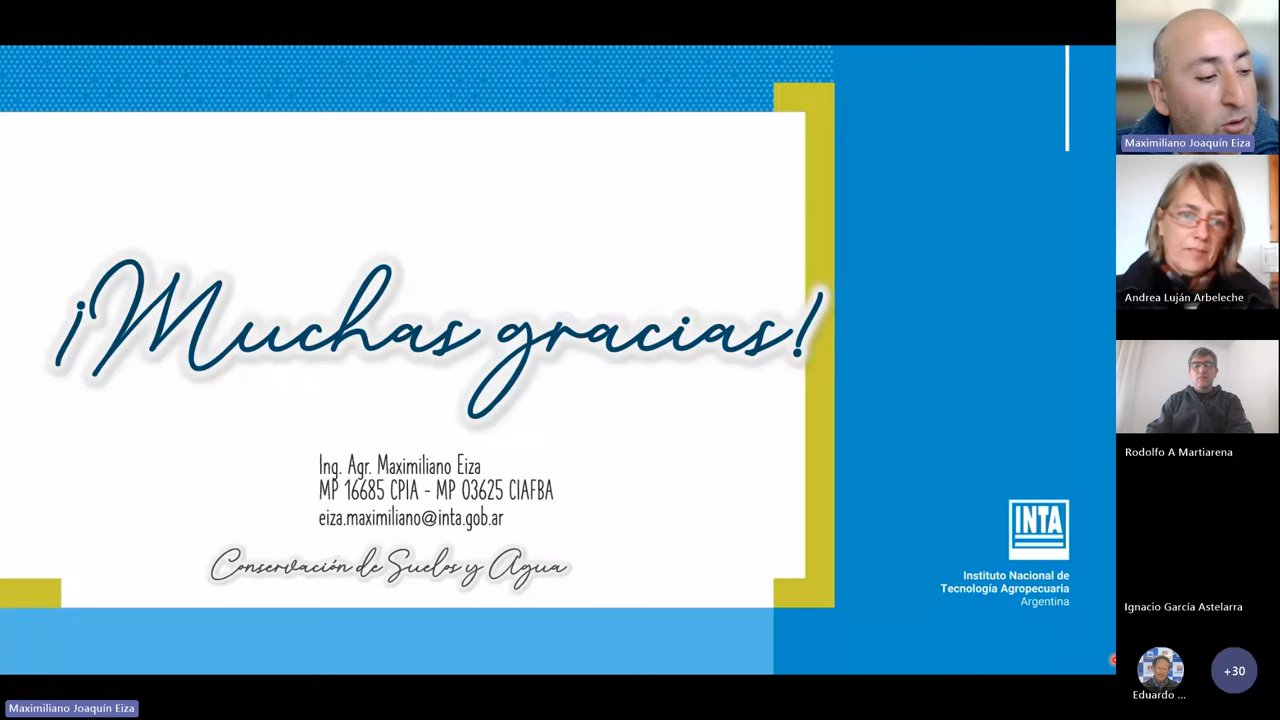 ¡Muchas gracias!
Ing. Agr. Maximiliano Eiza
MP 16685 CPIA - MP 03625 CIAFBA
eiza.maximiliano@inta.gob.ar
Conservación de Suelos y Agua
INTA
Instituto Nacional de
Tecnología Agropecuaria
Argentina
Maximiliano Joaquín Eiza
Andrea Luján Arbeleche
Rodolfo A Martiarena
Ignacio García Astelarra
Eduardo ...
+30
Maximiliano Joaquín Eiza